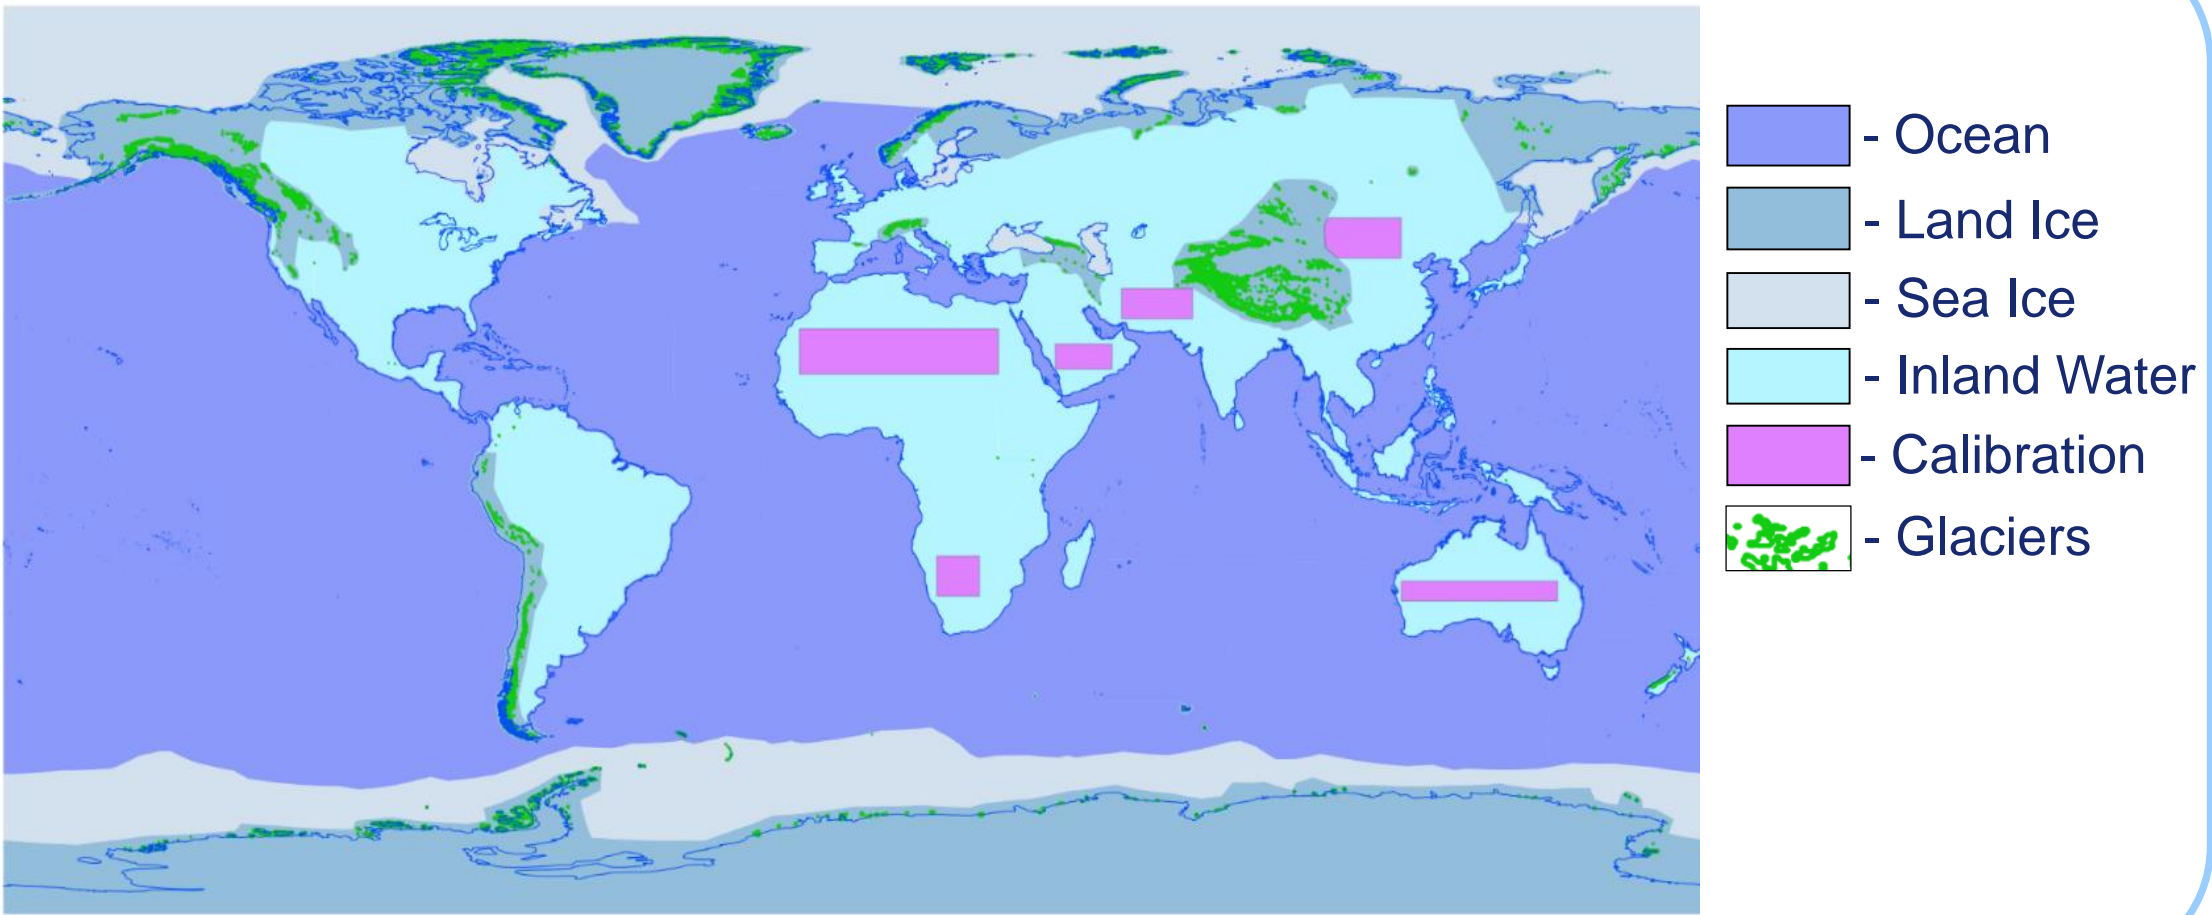 - Ocean
- Land Ice
- Sea Ice
- Inland Water
- Calibration
- Glaciers